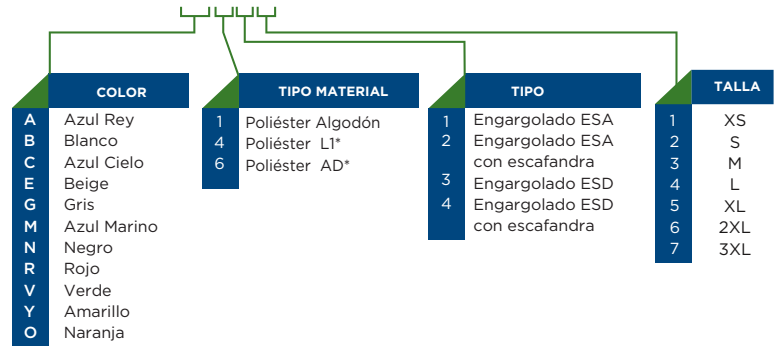 COLOR
A Azul Rey
B Blanco
C Azul Cielo
E Beige
G Gris
M Azul Marino
N Negro
R Rojo
V Verde
Y Amarillo
O Naranja
TIPO MATERIAL
1 Poliéster Algodón
4 Poliéster L1*
6 Poliéster AD*
TIPO
1 Engargolado ESA
2 Engargolado ESA
con escafandra
3 Engargolado ESD
4 Engargolado ESD
con escafandra
TALLA
1 XS
2 S
3 M
4 L
5 XL
6 2XL
7 3XL